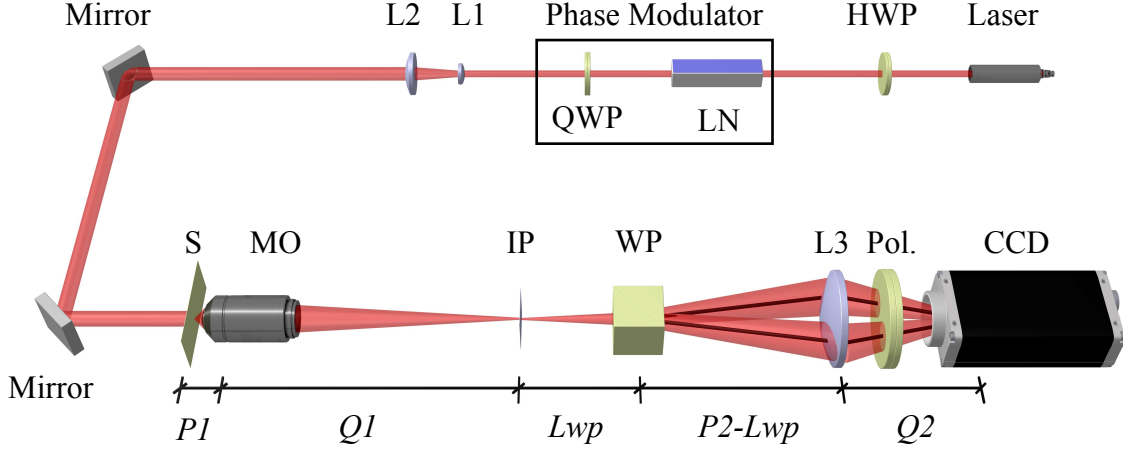 Mirror
L2
L1
Phase Modulator
HWP
Laser
QWP
LN
S
MO
IP
WP
L3
Pol.
CCD
Mirror
P1
Q1
Lwp
P2-Lwp
Q2